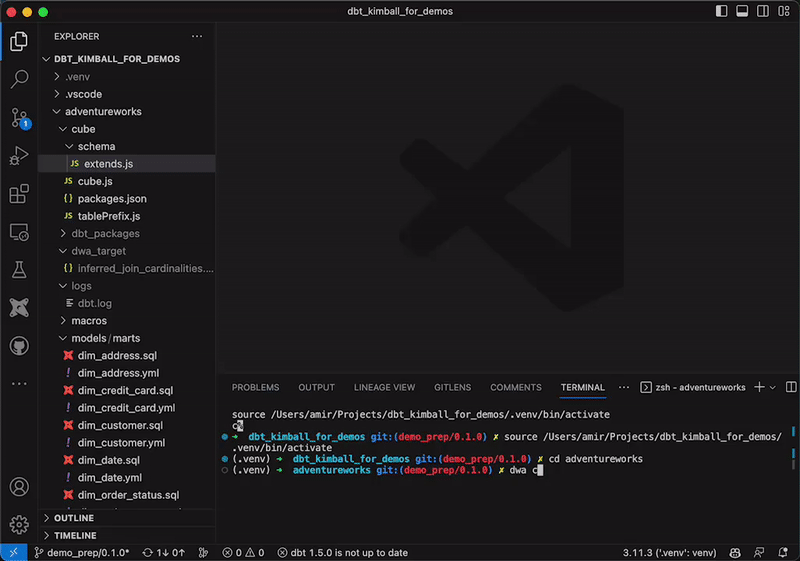 dbt_kimball_for_demos
EXPLORER
DBT_KIMBALL_FOR_DEMOS
.venv
.vscode
adventureworks
cube
schema
JS extends.js
JS cube.js
{} packages.json
JS tablePrefix.js
dbt_packages
dwa_target
{} inferred_join_cardinalities....
logs
dbt.log
macros
models/marts
dim_address.sql
! dim_address.yml
dim_credit_card.sql
! dim_credit_card.yml
dim_customer.sql
! dim_customer.yml
dim_date.sql
! dim_date.yml
dim_order_status.sql
OUTLINE
TIMELINE
1
PROBLEMS OUTPUT LINEAGE VIEW GITLENS COMMENTS TERMINAL ... zsh - adventureworks
source /Users/amir/Projects/dbt_kimball_for_demos/.venv/bin/activate
c%
➜ dbt_kimball_for_demos git:(demo_prep/0.1.0) ✗ source /Users/amir/Projects/dbt_kimball_for_demos/
.venv/bin/activate
(.venv) ➜ dbt_kimball_for_demos git:(demo_prep/0.1.0) ✗ cd adventureworks
(.venv) ➜ adventureworks git:(demo_prep/0.1.0) ✗ dwa c
demo_prep/0.1.0* 1↓ 0↑ 0 0 dbt 1.5.0 is not up to date 3.11.3 ('.venv': venv)